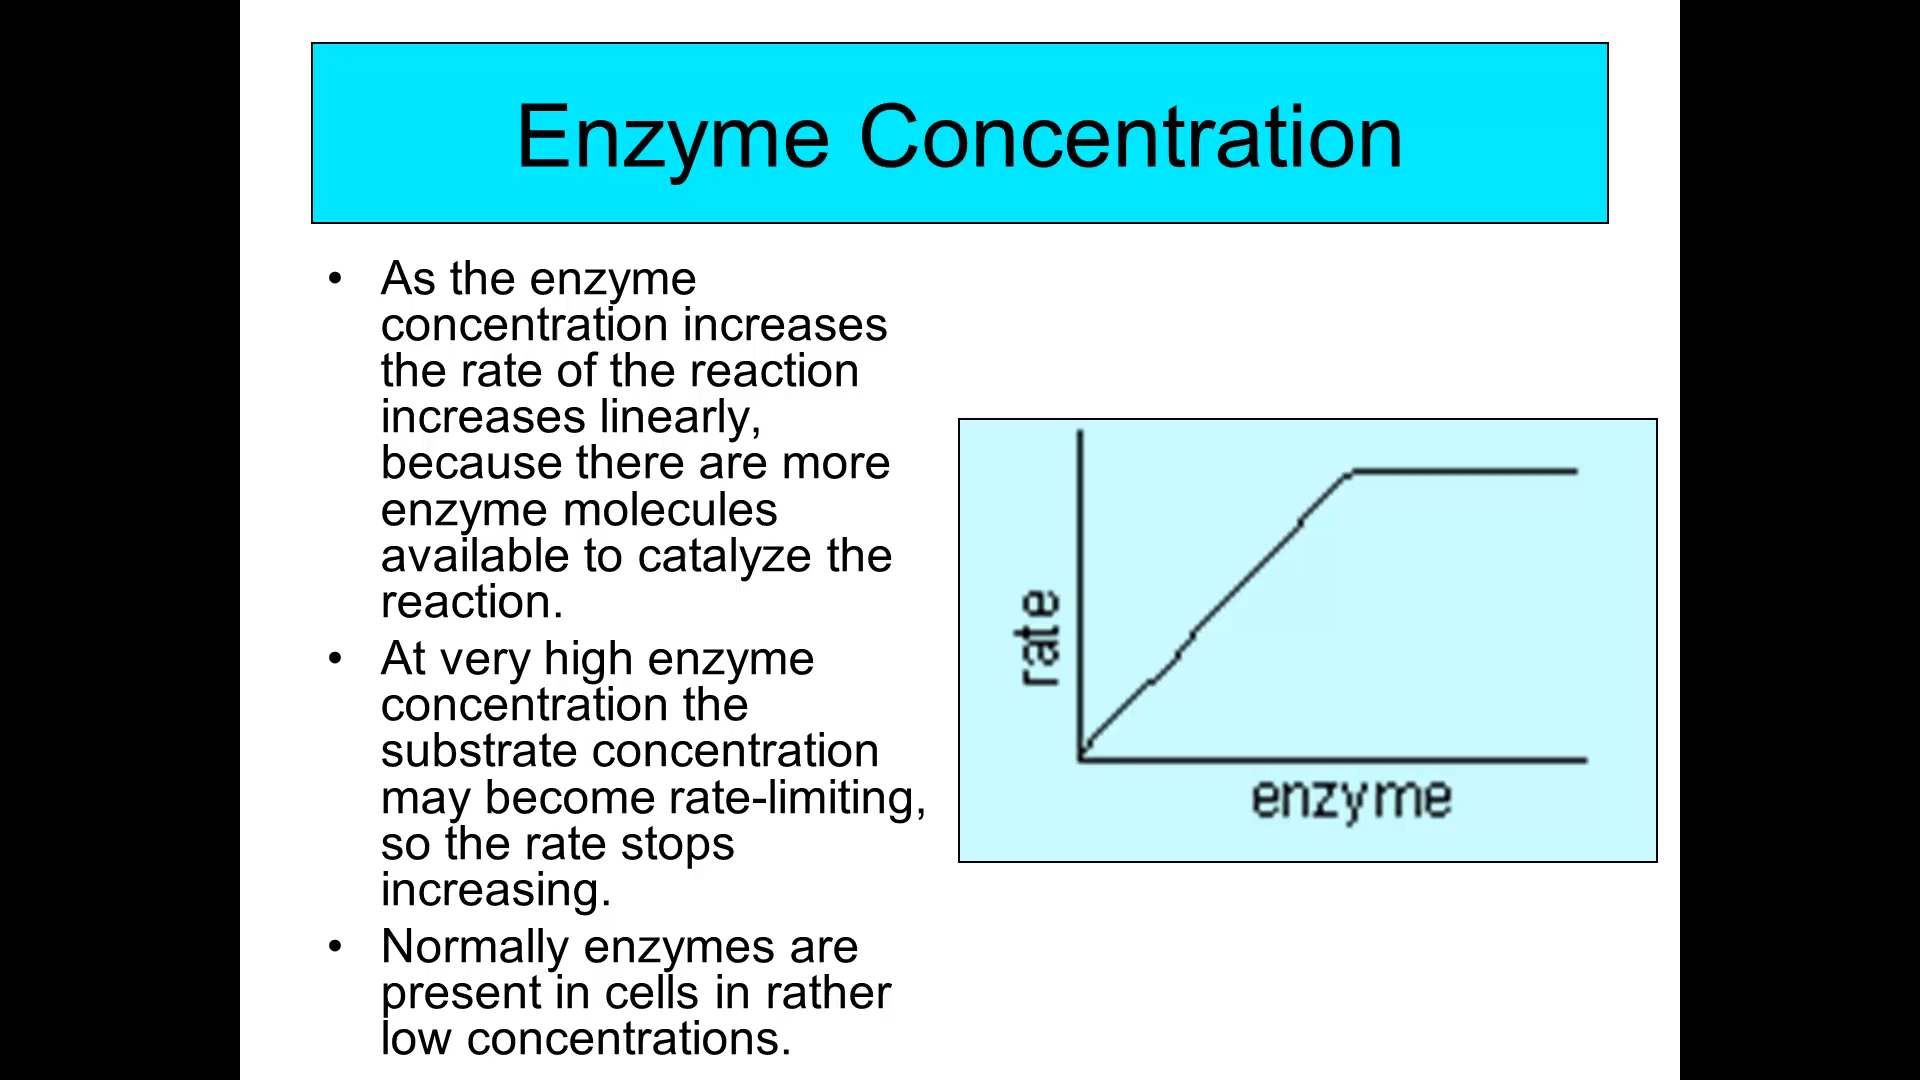 Enzyme Concentration
• As the enzyme
concentration increases
the rate of the reaction
increases linearly,
because there are more
enzyme molecules
available to catalyze the
reaction.
• At very high enzyme
concentration the
substrate concentration
may become rate-limiting,
so the rate stops
increasing.
• Normally enzymes are
present in cells in rather
low concentrations.
rate
enzyme